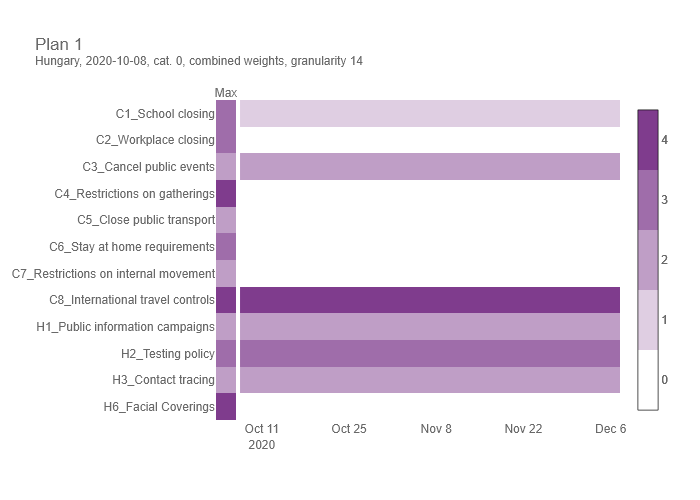 Plan 1
Hungary, 2020-10-08, cat. 0, combined weights, granularity 14
Max
C1_School closing
C2_Workplace closing
C3_Cancel public events
C4_Restrictions on gatherings
C5_Close public transport
C6_Stay at home requirements
C7_Restrictions on internal movement
C8_International travel controls
H1_Public information campaigns
H2_Testing policy
H3_Contact tracing
H6_Facial Coverings
Oct 11 Oct 25 Nov 8 Nov 22 Dec 6
2020
4
3
2
1
0